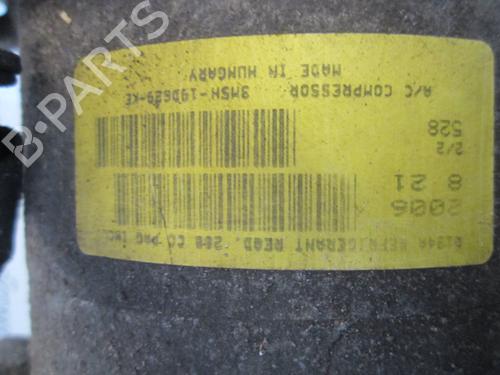 R134A REFRIGERANT REQD. 200 CC PAG INC
2006
8 21
2/2
528
3M5H-19D629-KE
A/C COMPRESSOR
MADE IN HUNGARY
B-PARTS